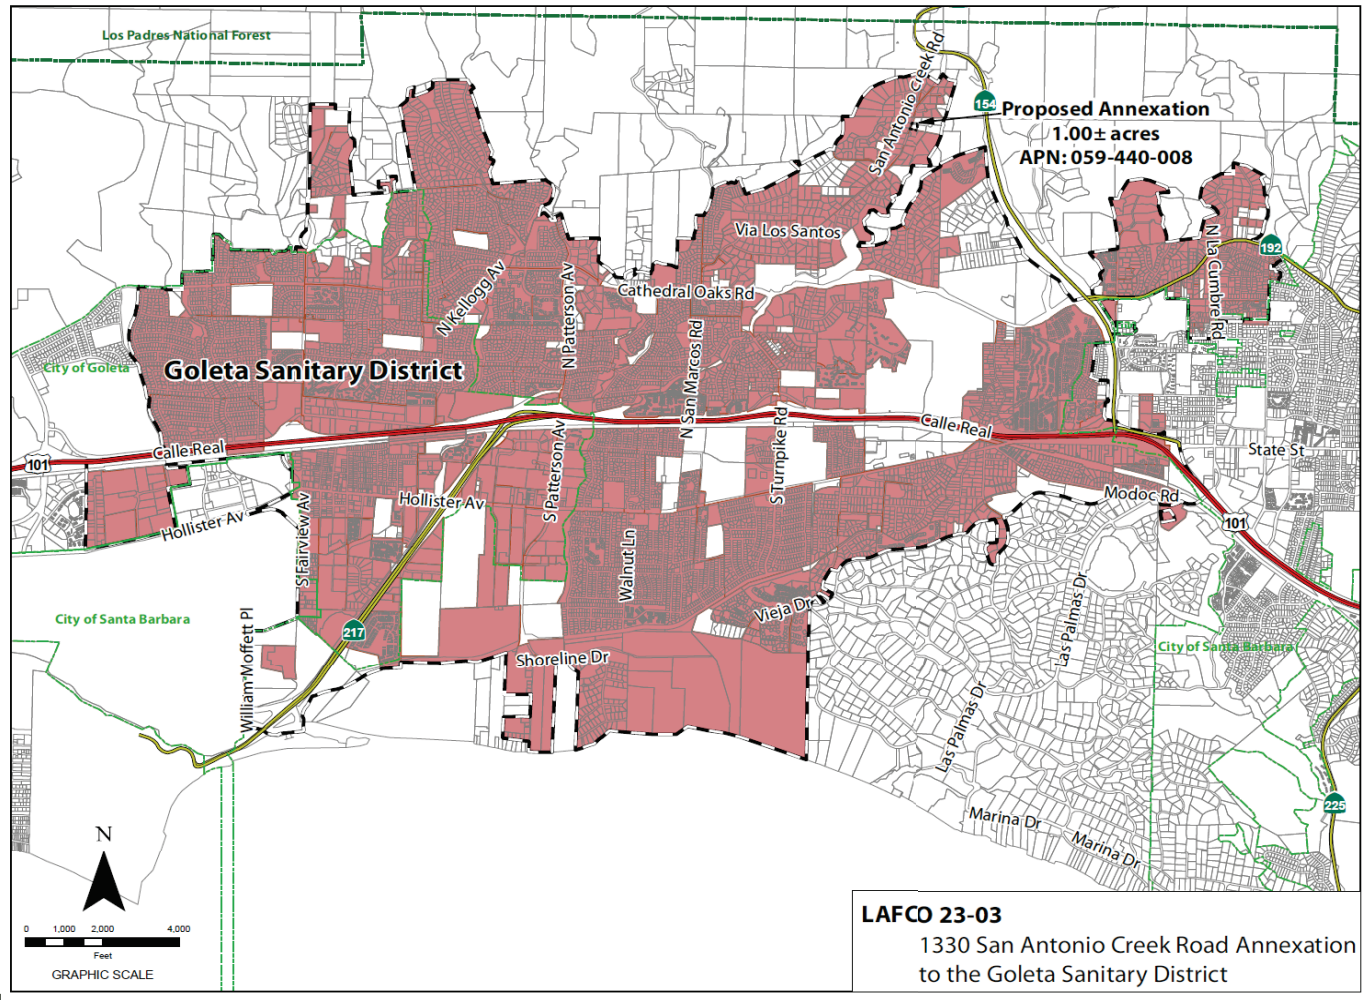 Los Padres National Forest
San Antonio Creek Rd
154
Proposed Annexation
1.00± acres
APN: 059-440-008
Via Los Santos
N La Cumbre Rd
192
N Kellogg Av
N Patterson Av
Cathedral Oaks Rd
N San Marcos Rd
City of Goleta
Goleta Sanitary District
S Turnpike Rd
Calle Real
Calle Real
101
State St
S Patterson Av
Hollister Av
Hollister Av
Modoc Rd
101
S Fairview Av
Walnut Ln
Vieja Dr
Las Palmas Dr
City of Santa Barbara
217
William Moffett Pl
Shoreline Dr
City of Santa Barbara
Las Palmas Dr
225
Marina Dr
Marina Dr
N
0 1,000 2,000 4,000
Feet
GRAPHIC SCALE
LAFCO 23-03
1330 San Antonio Creek Road Annexation
to the Goleta Sanitary District